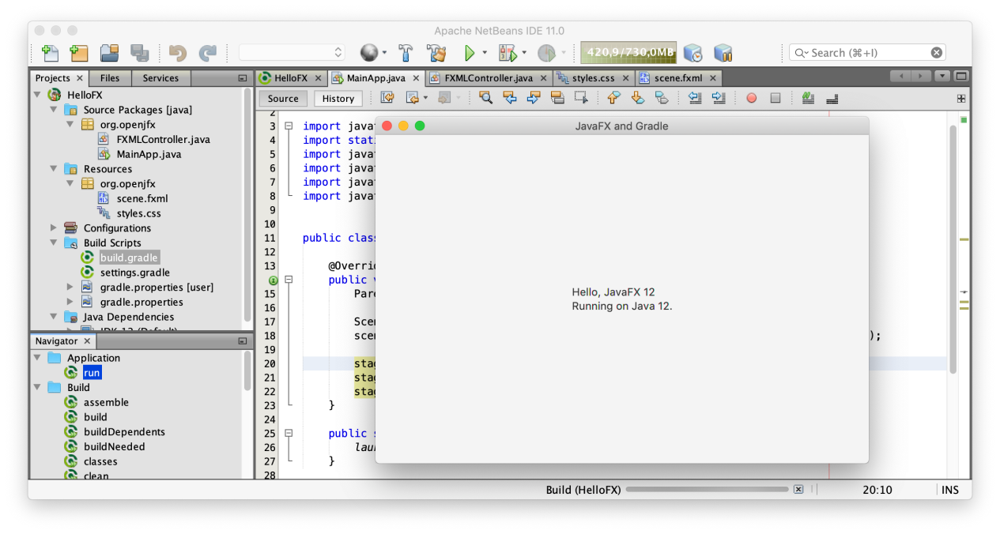 Apache NetBeans IDE 11.0
420,9/730,0MB
Search (⌘+I)
Projects Files Services
HelloFX
Source Packages [java]
org.openjfx
FXMLController.java
MainApp.java
Resources
org.openjfx
scene.fxml
styles.css
Configurations
Build Scripts
build.gradle
settings.gradle
gradle.properties [user]
gradle.properties
Java Dependencies
JDK 12 (Default)
Navigator
Application
run
Build
assemble
build
buildDependents
buildNeeded
classes
clean
HelloFX MainApp.java FXMLController.java styles.css scene.fxml
Source History
2
3 import java
4 import stat
5 import java
6 import java
7 import java
8 import java
9
10
11 public clas
12
13 @Overri
public v
15 Pare
16
17 Scen
18 scen );
19
20 stag
21 stag
22 stag
23 }
24
25 public s
26 laun
27 }
28
JavaFX and Gradle
Hello, JavaFX 12
Running on Java 12.
Build (HelloFX) 20:10 INS